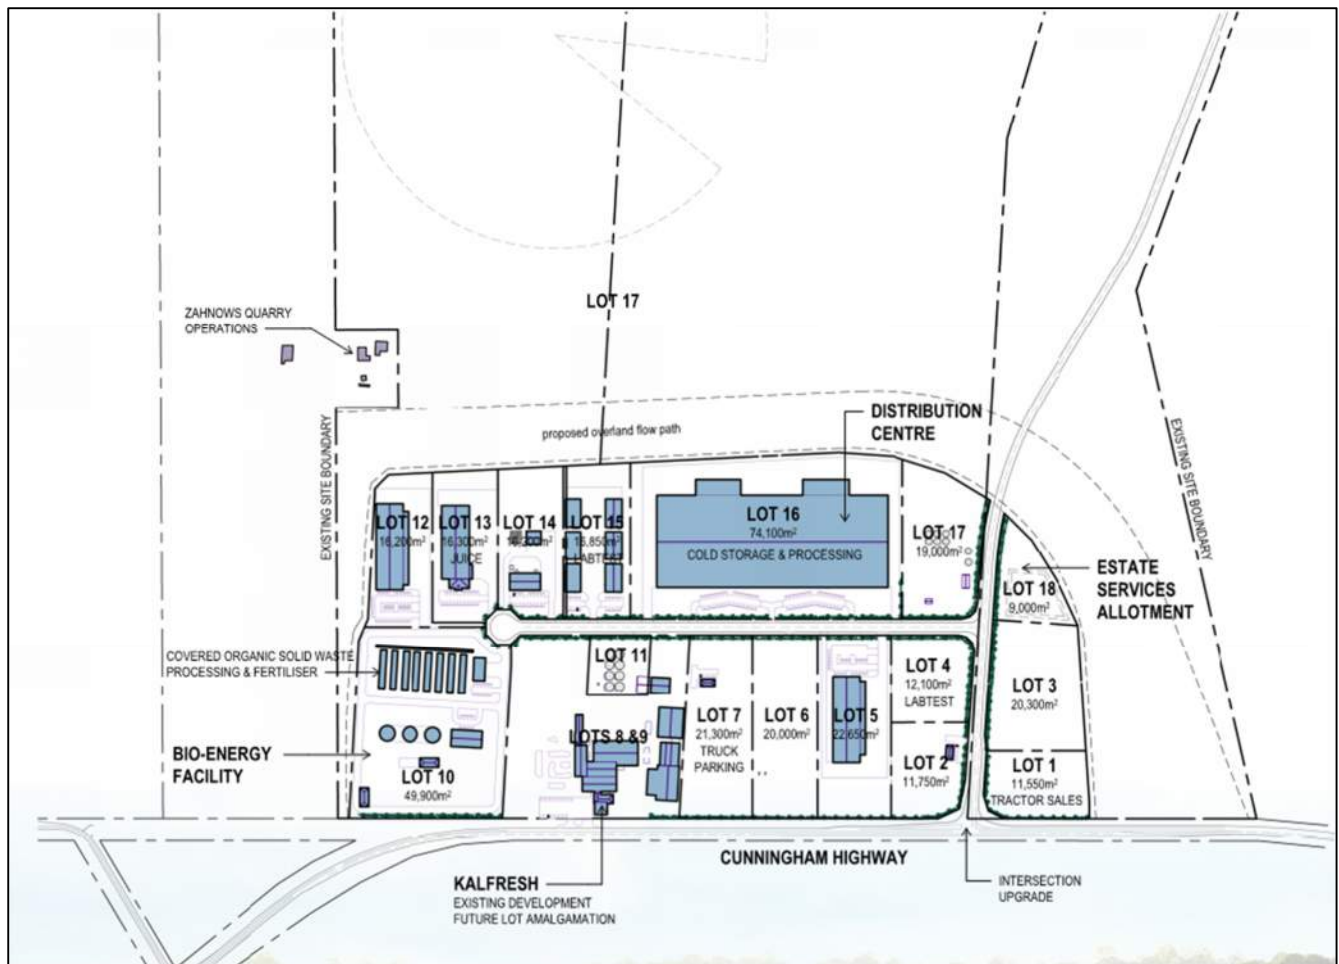 LOT 17
ZAHNOWS QUARRY
OPERATIONS
DISTRIBUTION
CENTRE
proposed overland flow path
EXISTING SITE BOUNDARY
EXISTING SITE BOUNDARY
LOT 12
16,200m²
LOT 13
16,300m²
JUICE
LOT 14
LOT 15
15,850m²
LABTEST
LOT 16
74,100m²
COLD STORAGE & PROCESSING
LOT 17
19,000m²
ESTATE
SERVICES
ALLOTMENT
LOT 18
9,000m²
COVERED ORGANIC SOLID WASTE
PROCESSING & FERTILISER
LOT 11
LOT 4
12,100m²
LABTEST
LOT 3
20,300m²
LOT 7
21,300m²
TRUCK
PARKING
LOT 6
20,000m²
LOT 5
22,650m²
LOTS 8 &9
BIO-ENERGY
FACILITY
LOT 10
49,900m²
LOT 2
11,750m²
LOT 1
11,550m²
TRACTOR SALES
CUNNINGHAM HIGHWAY
KALFRESH
EXISTING DEVELOPMENT
FUTURE LOT AMALGAMATION
INTERSECTION
UPGRADE